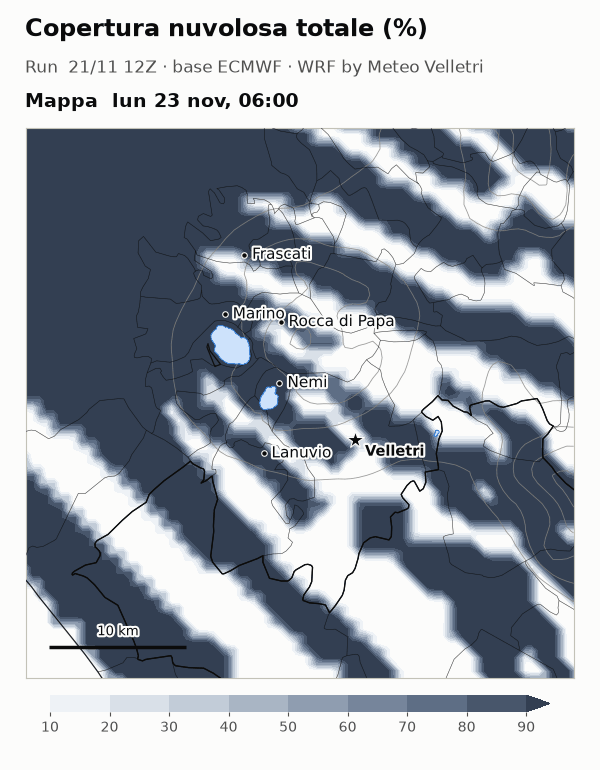 Copertura nuvolosa totale (%)
Run  21/11 12Z · base ECMWF · WRF by Meteo Velletri
Mappa  lun 23 nov, 06:00
Frascati
Marino
Rocca di Papa
Nemi
Velletri
Lanuvio
10 km
10 20 30 40 50 60 70 80 90